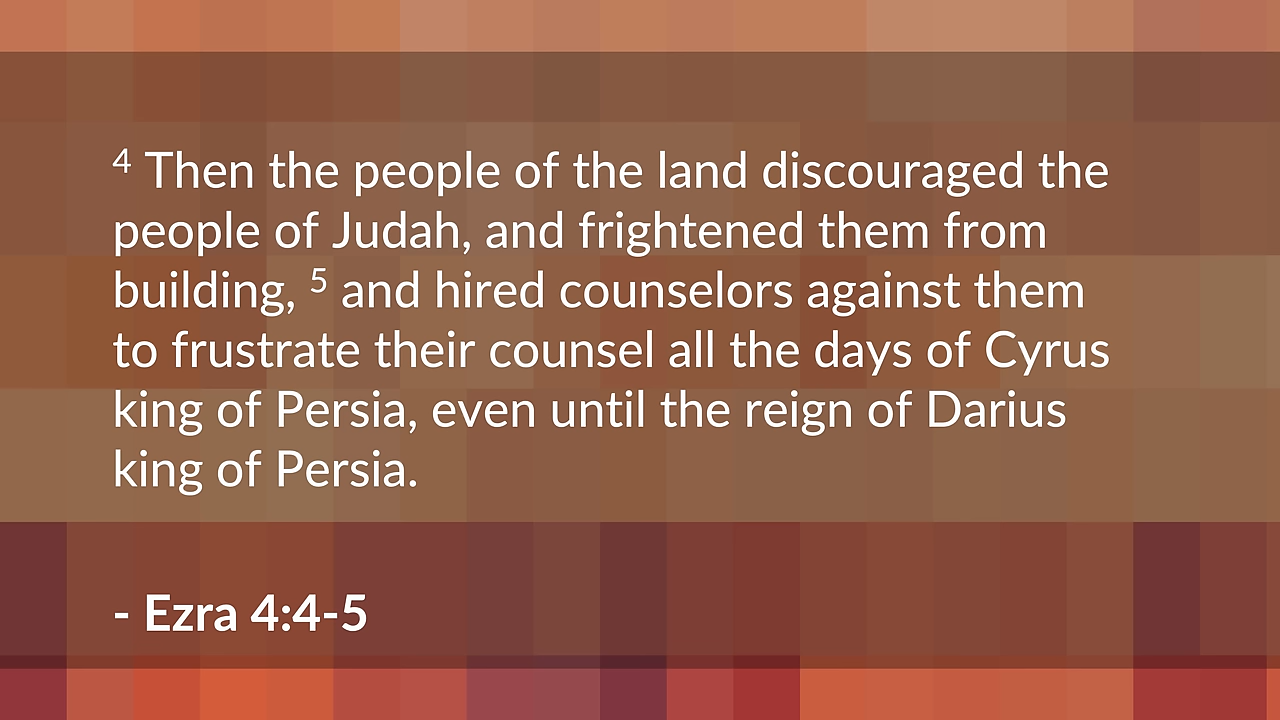 4 Then the people of the land discouraged the
people of Judah, and frightened them from
building, 5 and hired counselors against them
to frustrate their counsel all the days of Cyrus
king of Persia, even until the reign of Darius
king of Persia.
- Ezra 4:4-5